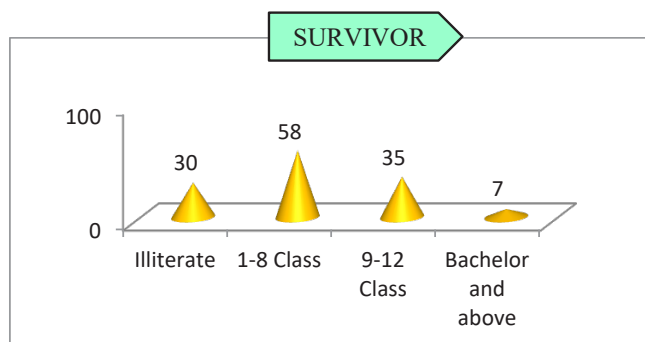 SURVIVOR
100
0
30
58
35
7
Illiterate
1-8 Class
9-12
Class
Bachelor
and
above